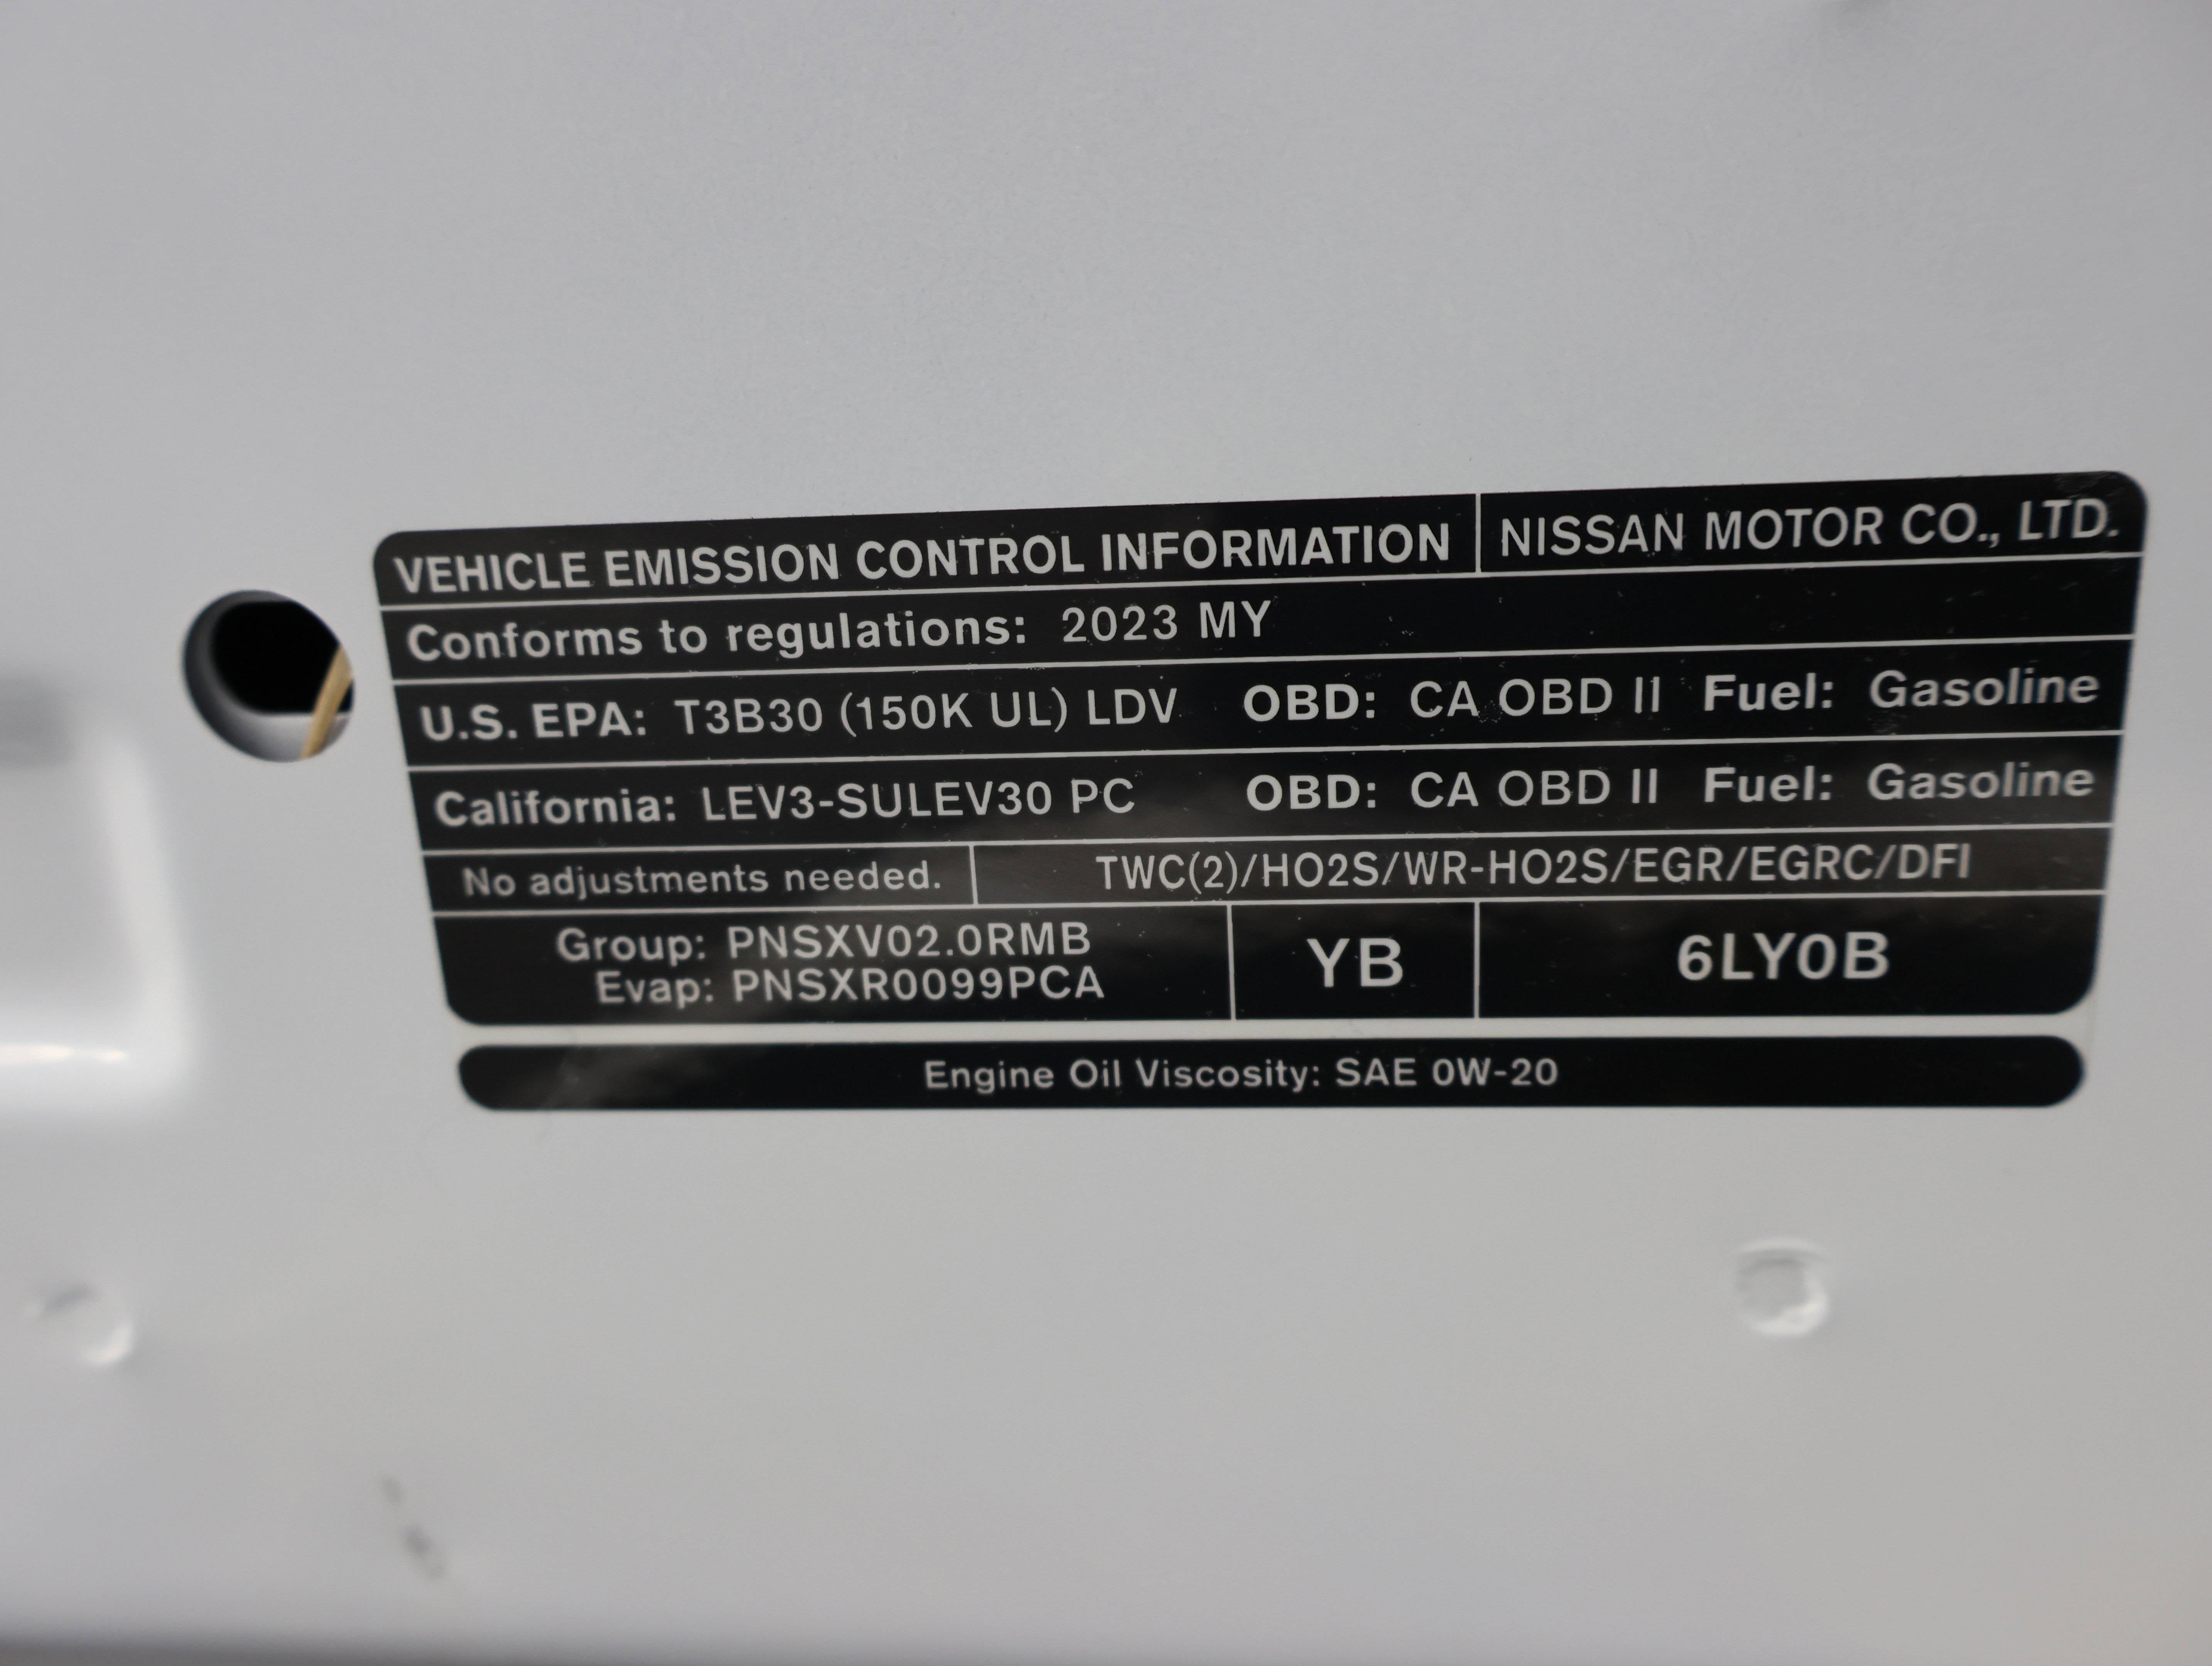 VEHICLE EMISSION CONTROL INFORMATION NISSAN MOTOR CO., LTD.
Conforms to regulations: 2023 MY
U.S. EPA: T3B30 (150K UL) LDV OBD: CA OBD II Fuel: Gasoline
California: LEV3-SULEV30 PC OBD: CA OBD II Fuel: Gasoline
No adjustments needed. TWC(2)/HO2S/WR-HO2S/EGR/EGRC/DFI
Group: PNSXV02.0RMB
Evap: PNSXR0099PCA
YB
6LY0B
Engine Oil Viscosity: SAE 0W-20